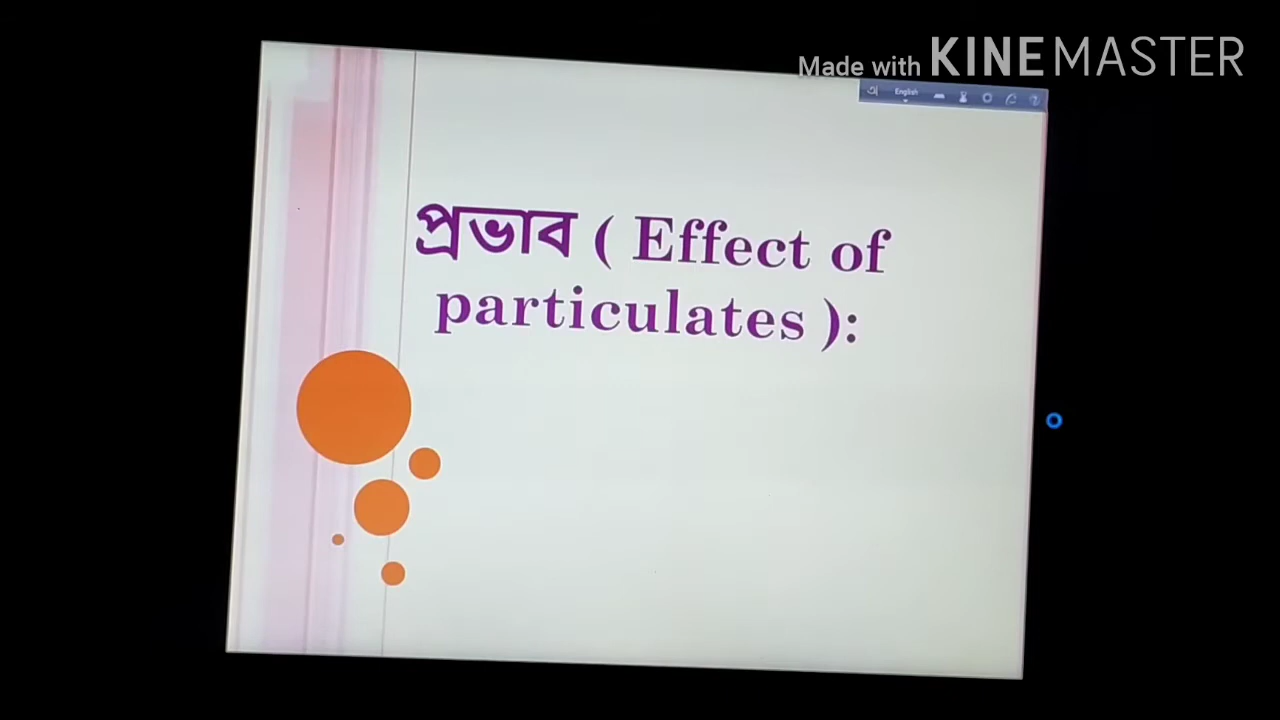 Made with KINEMASTER
অ English
প্রভাব ( Effect of
particulates ):